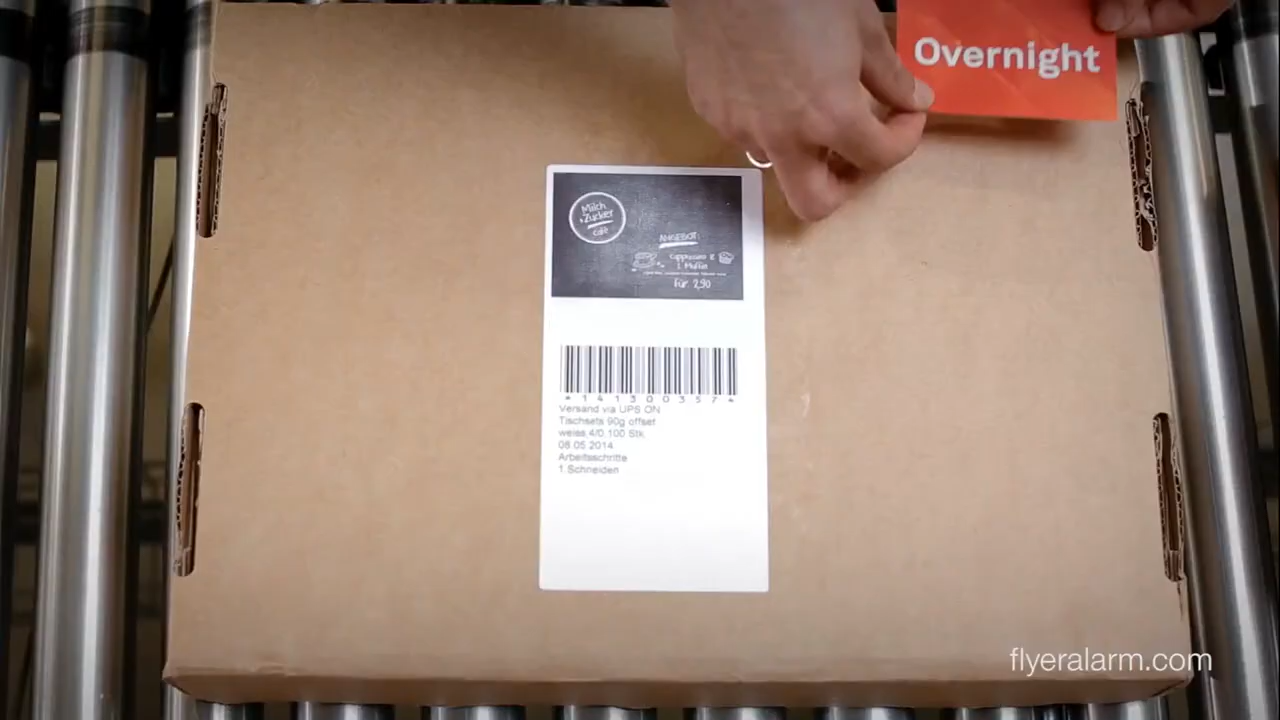 Overnight
Milch
& Zucker
café
ANGEBOT:
Cappuccino &
1 Muffin
für 2,90
*14130003574*
Versand via UPS ON
Tischsets 90g offset
weiss,4/0,100 Stk.
08.05.2014
Arbeitsschritte
1.Schneiden
flyeralarm.com